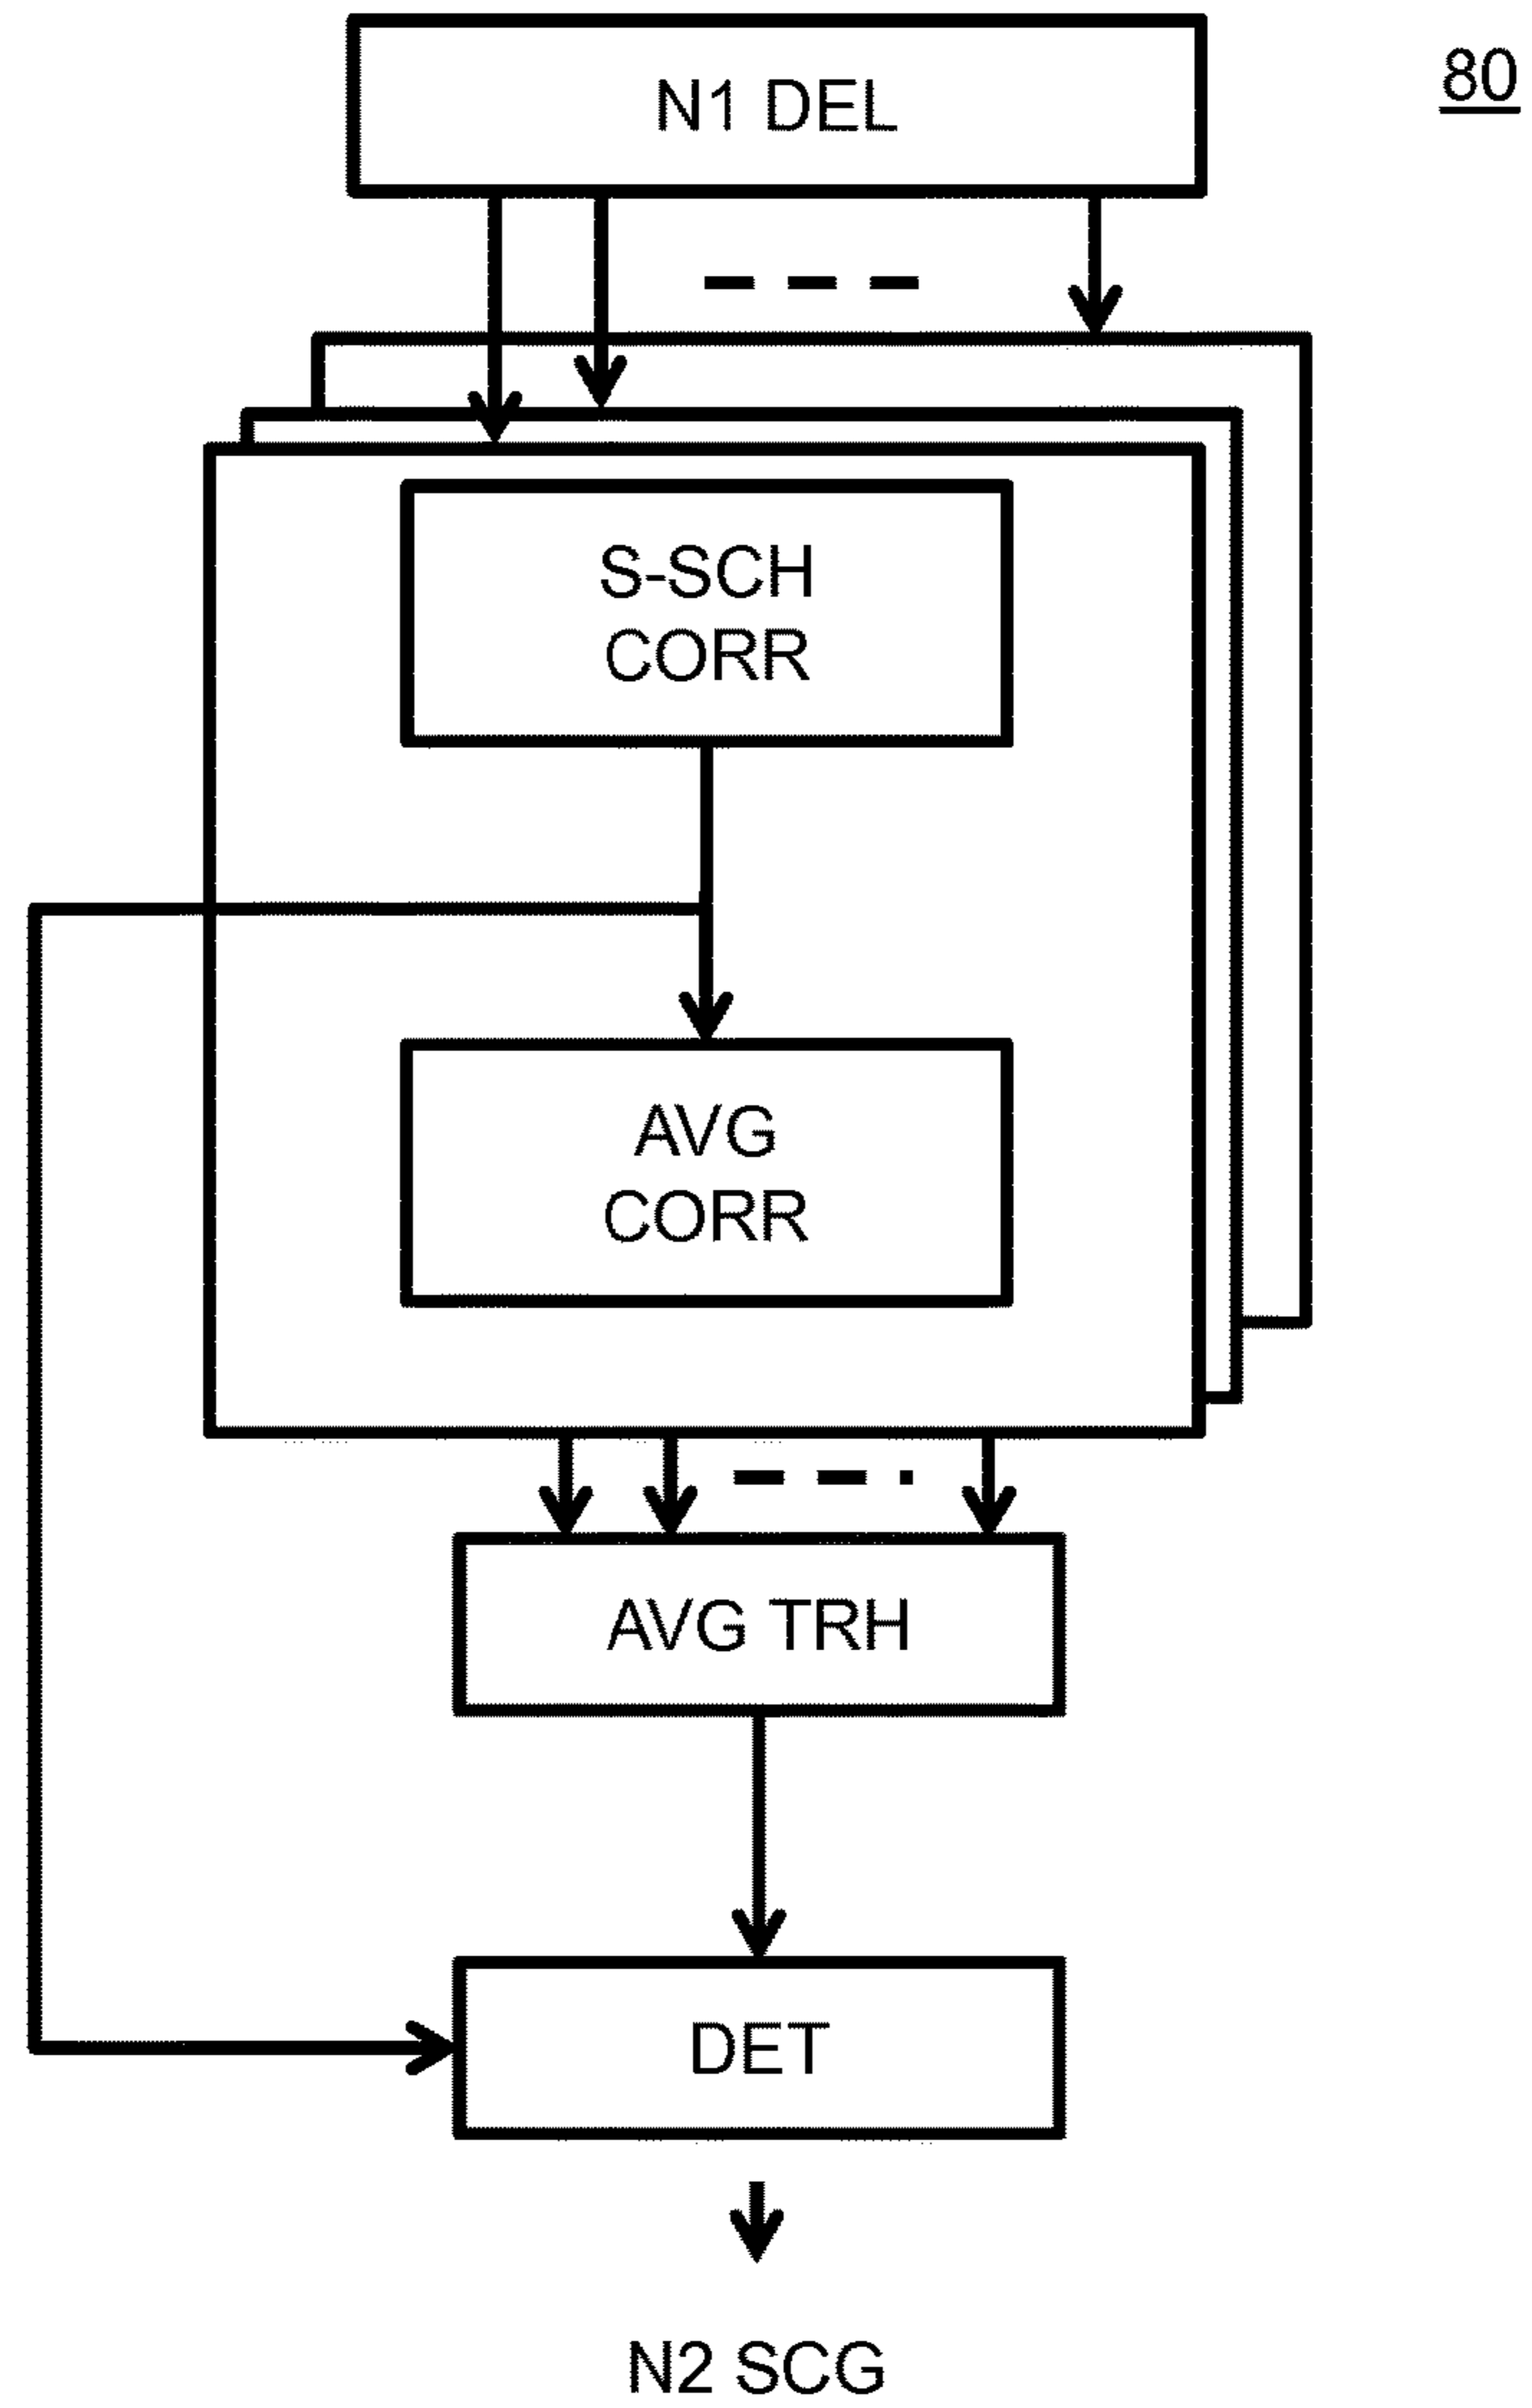 N1 DEL
80
S-SCH
CORR
AVG
CORR
AVG TRH
DET
N2 SCG